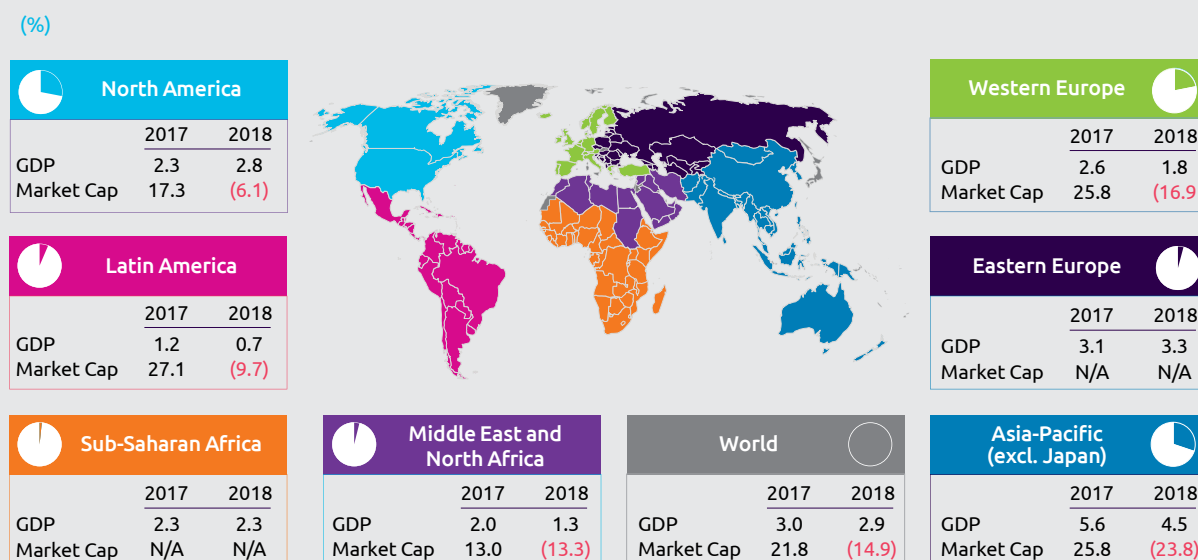 (%)
North America
2017 2018
GDP 2.3 2.8
Market Cap 17.3 (6.1)
Western Europe
2017 2018
GDP 2.6 1.8
Market Cap 25.8 (16.9
Latin America
2017 2018
GDP 1.2 0.7
Market Cap 27.1 (9.7)
Eastern Europe
2017 2018
GDP 3.1 3.3
Market Cap N/A N/A
Sub-Saharan Africa
2017 2018
GDP 2.3 2.3
Market Cap N/A N/A
Middle East and
North Africa
2017 2018
GDP 2.0 1.3
Market Cap 13.0 (13.3)
World
2017 2018
GDP 3.0 2.9
Market Cap 21.8 (14.9)
Asia-Pacific
(excl. Japan)
2017 2018
GDP 5.6 4.5
Market Cap 25.8 (23.8)